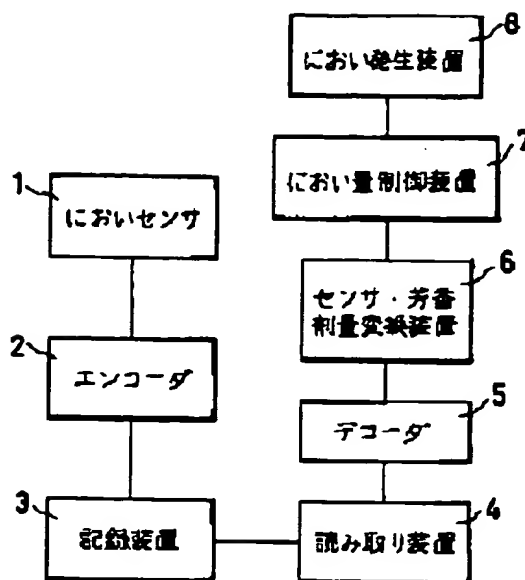 8
におい発生装置
7
におい量制御装置
1
においセンサ
6
センサ・芳香
剤量変換装置
2
エンコーダ
5
デコーダ
3
記録装置
4
読み取り装置